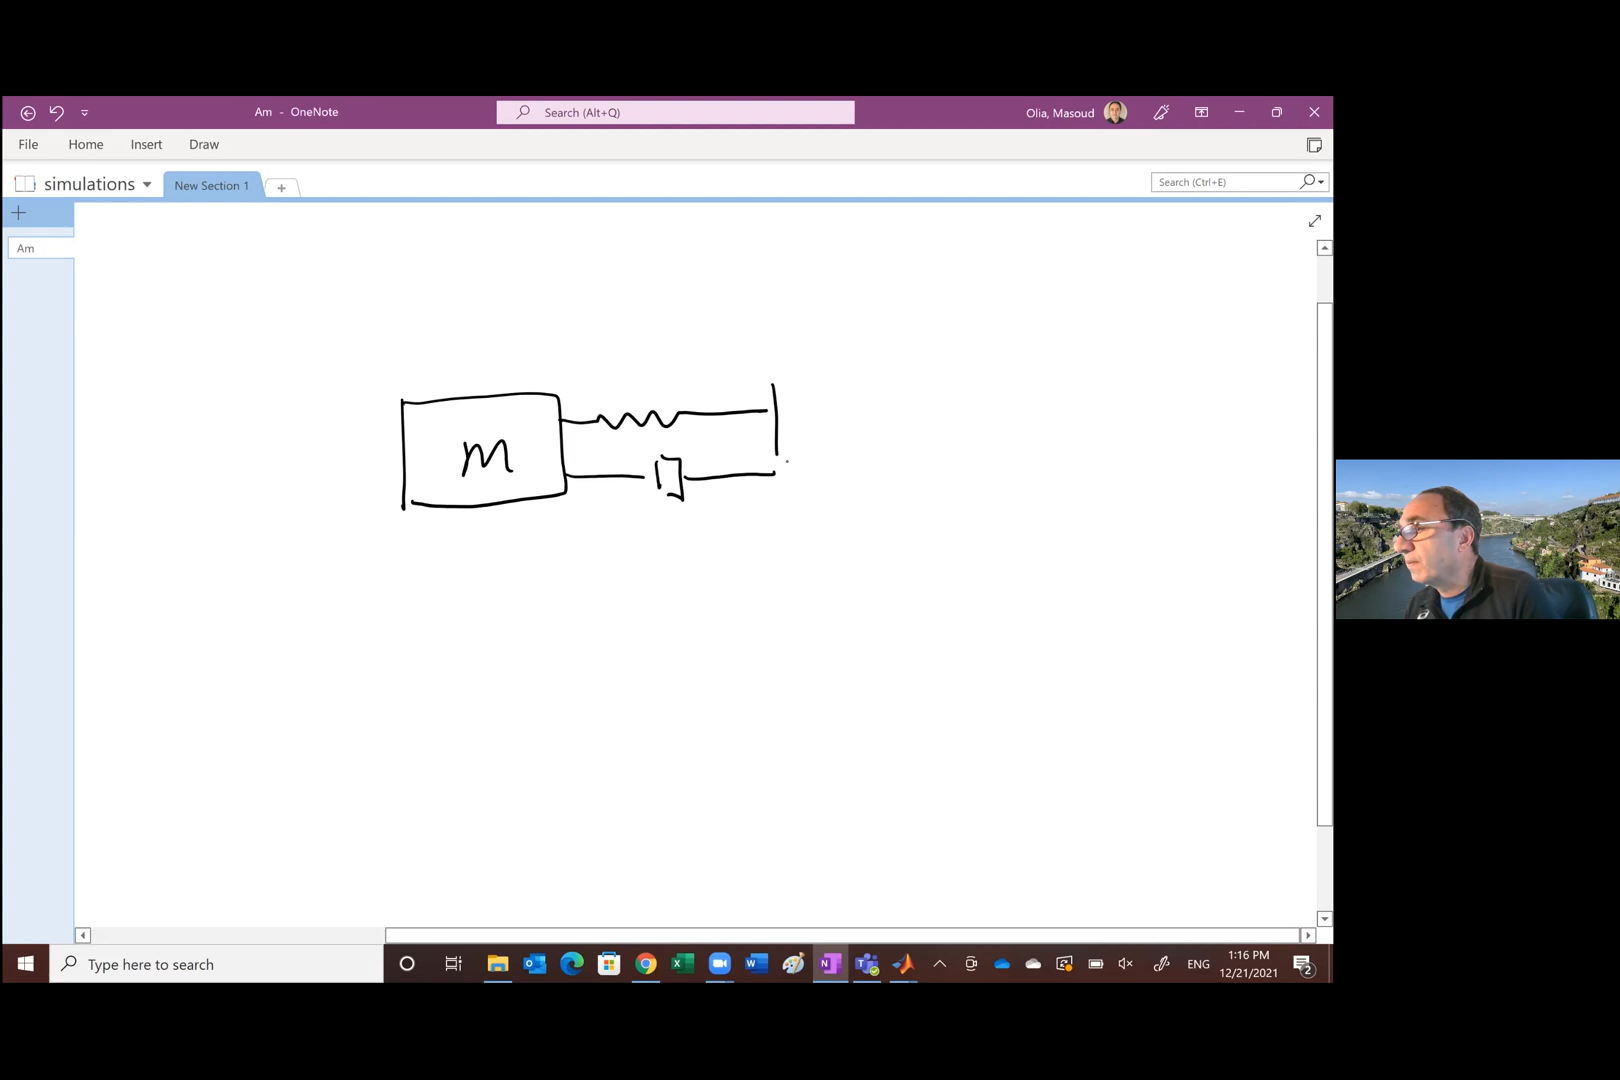 Am - OneNote
Search (Alt+Q)
Olia, Masoud
File Home Insert Draw
simulations
New Section 1
Search (Ctrl+E)
Am
m
Type here to search
ENG
1:16 PM
12/21/2021
2